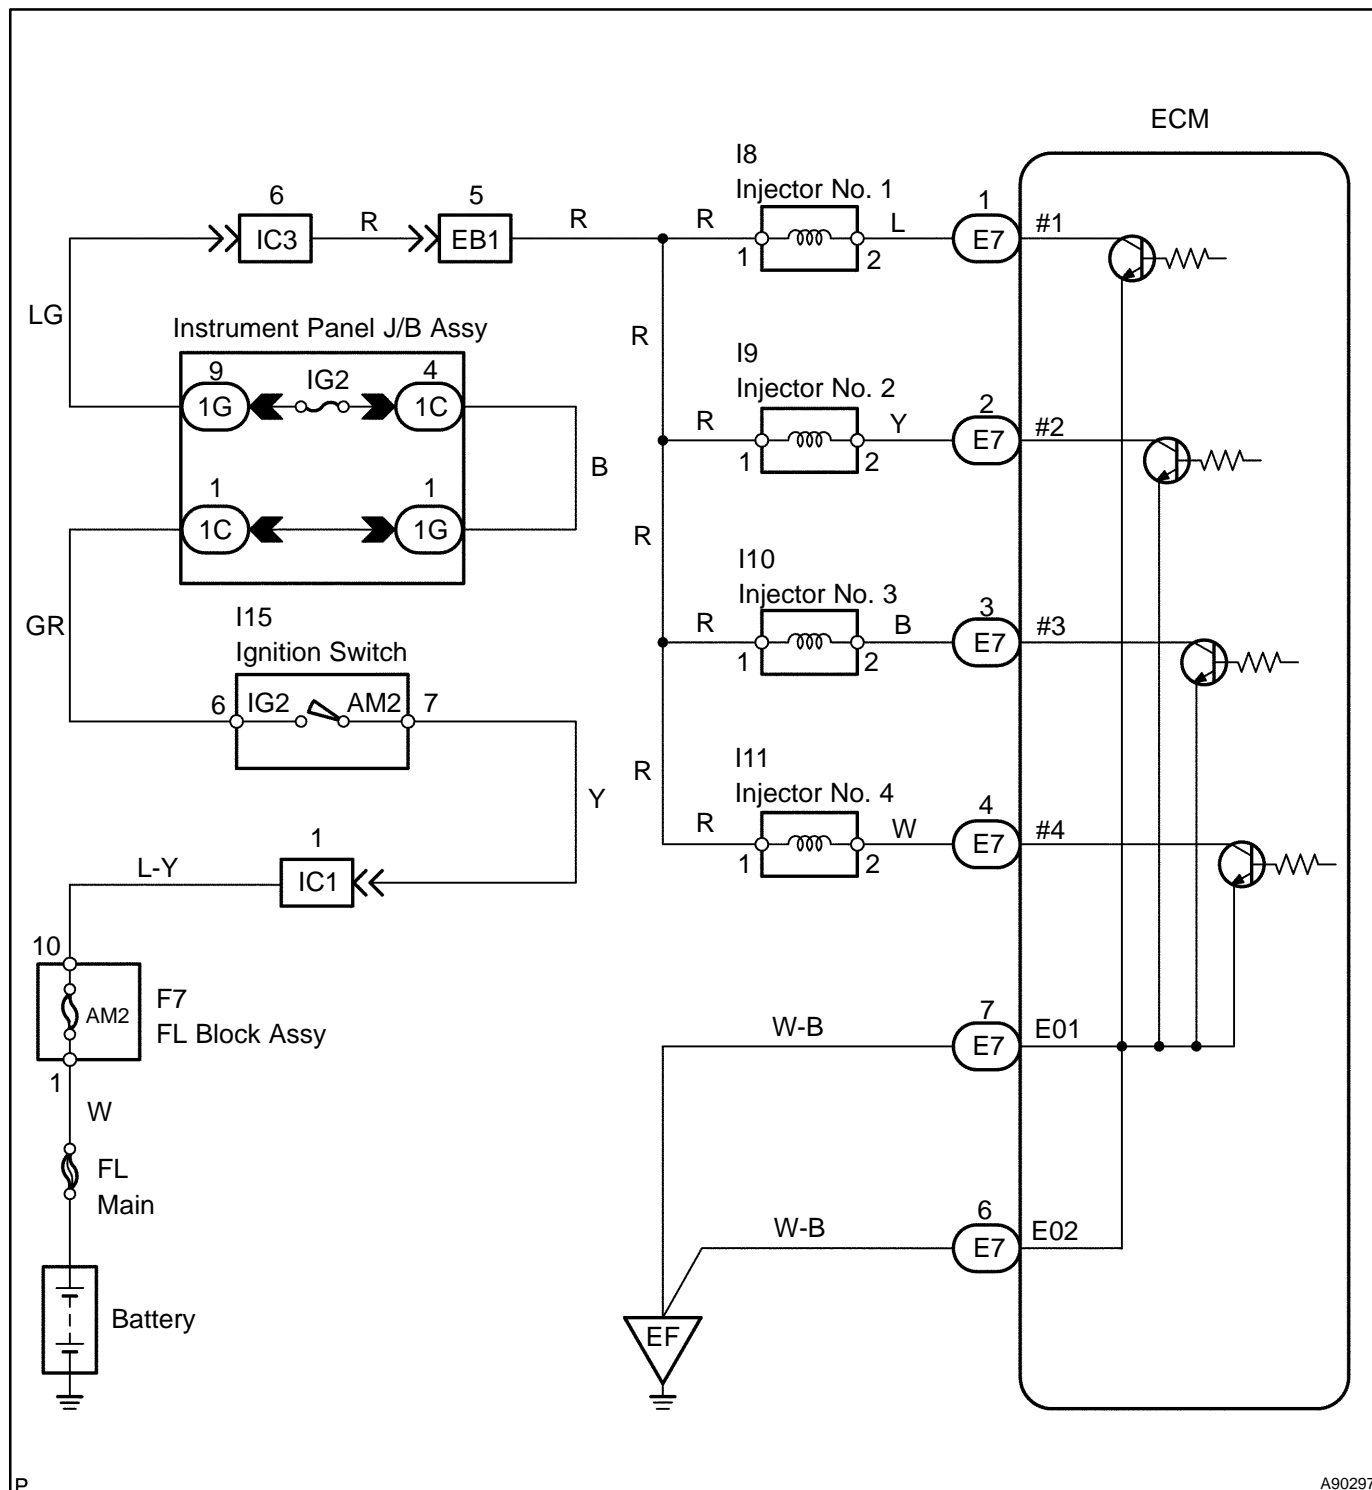 ECM
I8
Injector No. 1
6
5
1
IC3
R
EB1
R
R
1
2
L
E7
#1
LG
Instrument Panel J/B Assy
R
9
IG2
4
1G
1C
I9
Injector No. 2
R
1
2
Y
2
E7
#2
B
1
1
1C
1G
R
GR
I15
Ignition Switch
I10
Injector No. 3
R
1
2
B
3
E7
#3
6
IG2
AM2
7
R
I11
Injector No. 4
Y
R
1
2
W
4
E7
#4
1
L-Y
IC1
10
AM2
F7
FL Block Assy
1
W
W-B
7
E7
E01
FL
Main
W-B
6
E7
E02
Battery
EF
P
A90297